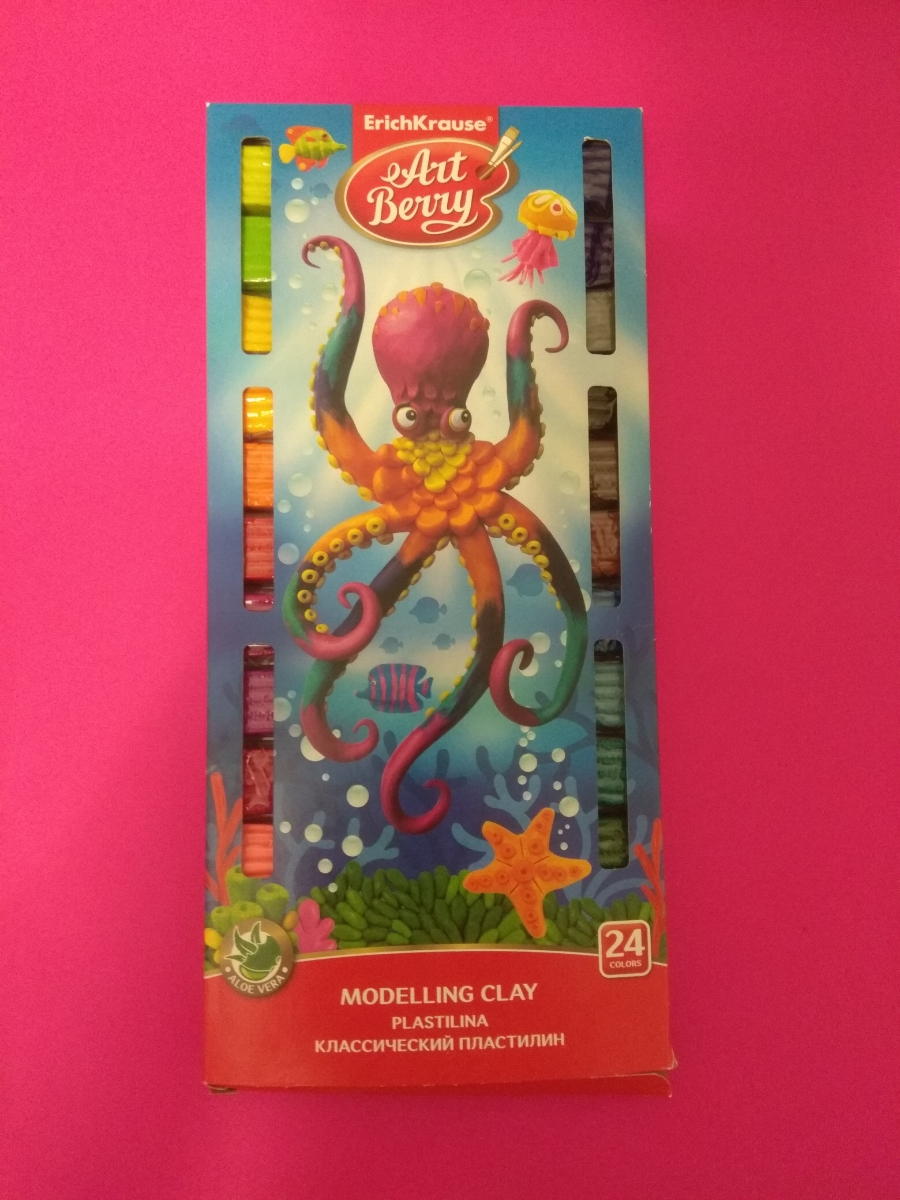 ErichKrause®
Art
Berry
ALOE VERA
24
COLORS
MODELLING CLAY
PLASTILINA
КЛАССИЧЕСКИЙ ПЛАСТИЛИН